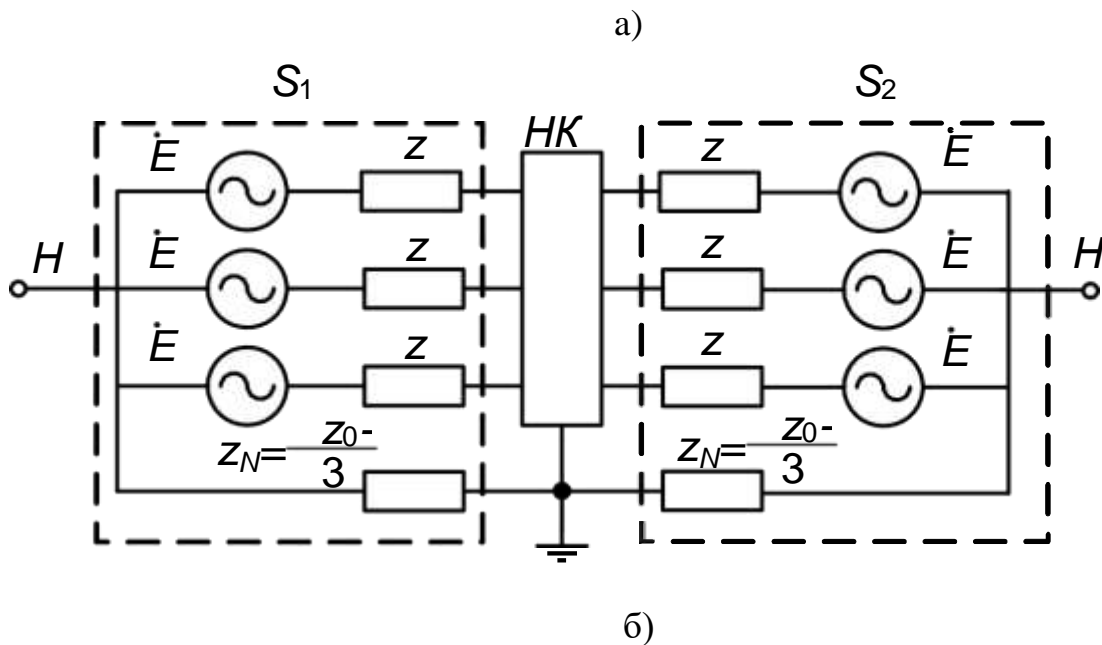 а)
S1 S2
НК
Ė z z Ė
H Ė z z Ė H
Ė z z Ė
zN= z0- zN= z0-
3 3
б)